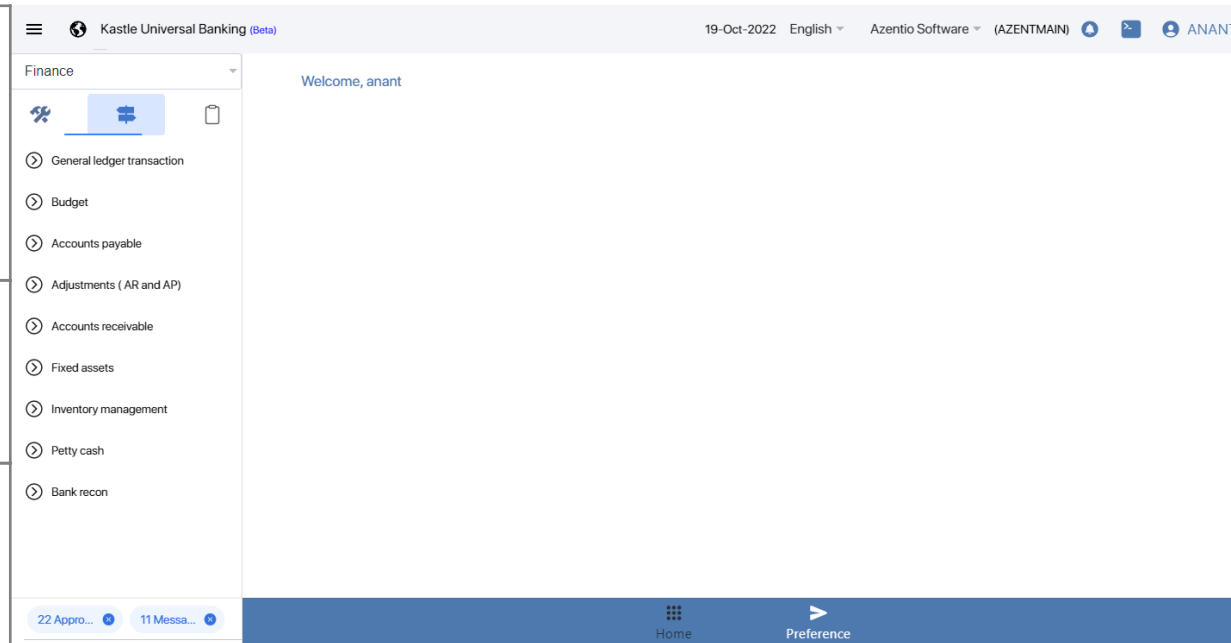 Kastle Universal Banking (Beta)
19-Oct-2022 English Azentio Software (AZENTMAIN) ANANT
Finance
Welcome, anant
General ledger transaction
Budget
Accounts payable
Adjustments ( AR and AP)
Accounts receivable
Fixed assets
Inventory management
Petty cash
Bank recon
22 Appro... 11 Messa...
Home Preference